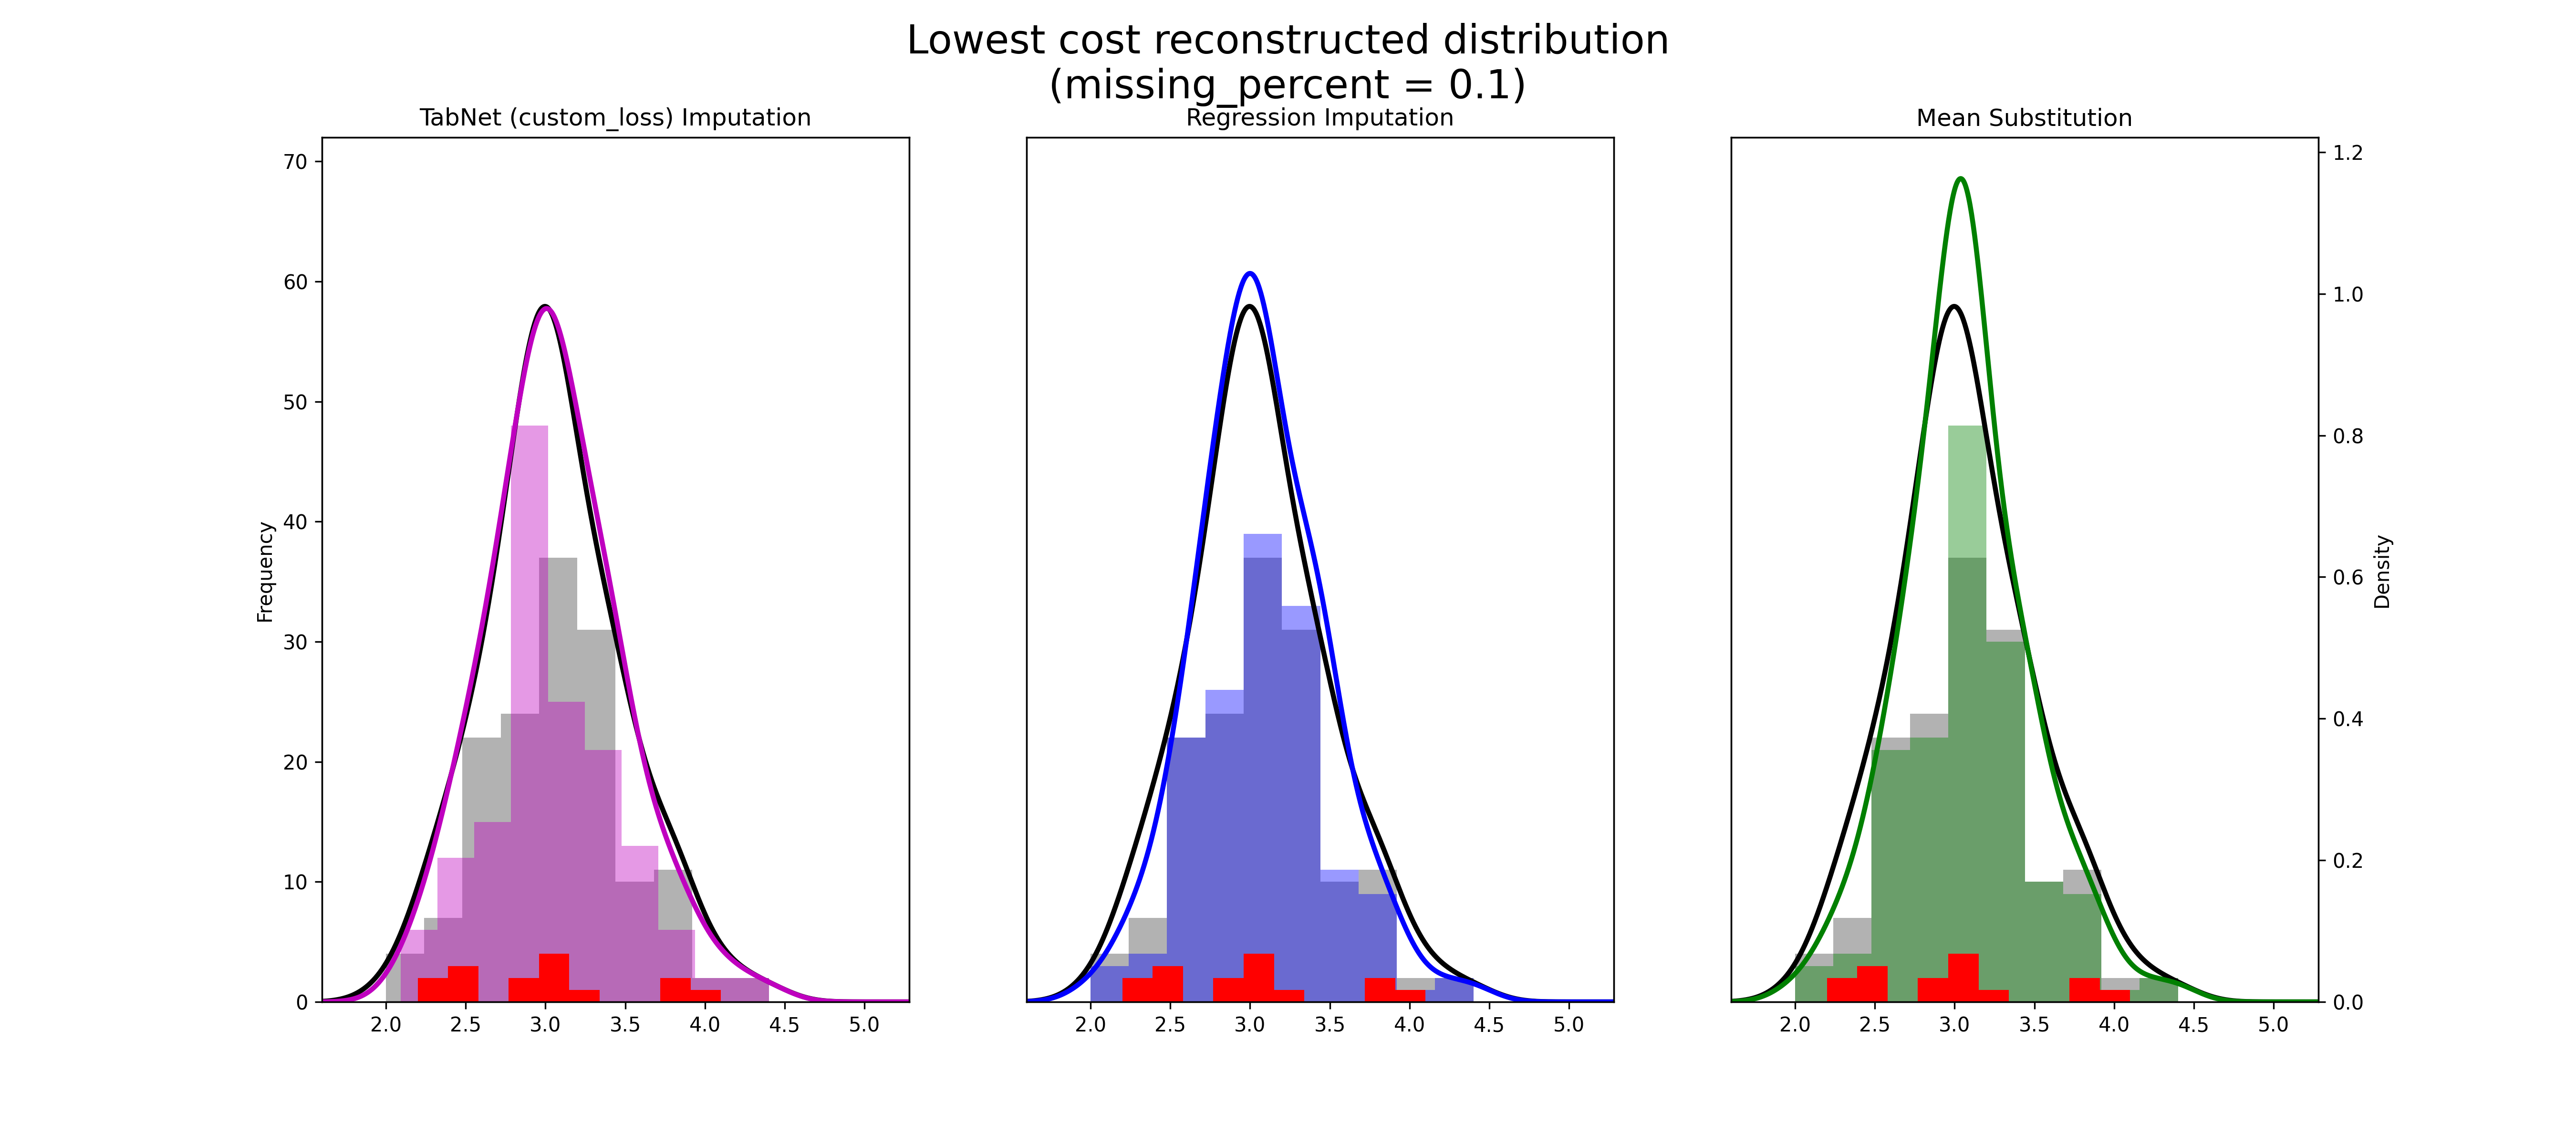 Lowest cost reconstructed distribution
(missing_percent = 0.1)
TabNet (custom_loss) Imputation
Regression Imputation
Mean Substitution
Frequency
70
60
50
40
30
20
10
0
2.0 2.5 3.0 3.5 4.0 4.5 5.0
2.0 2.5 3.0 3.5 4.0 4.5 5.0
2.0 2.5 3.0 3.5 4.0 4.5 5.0
1.2
1.0
0.8
0.6
0.4
0.2
0.0
Density